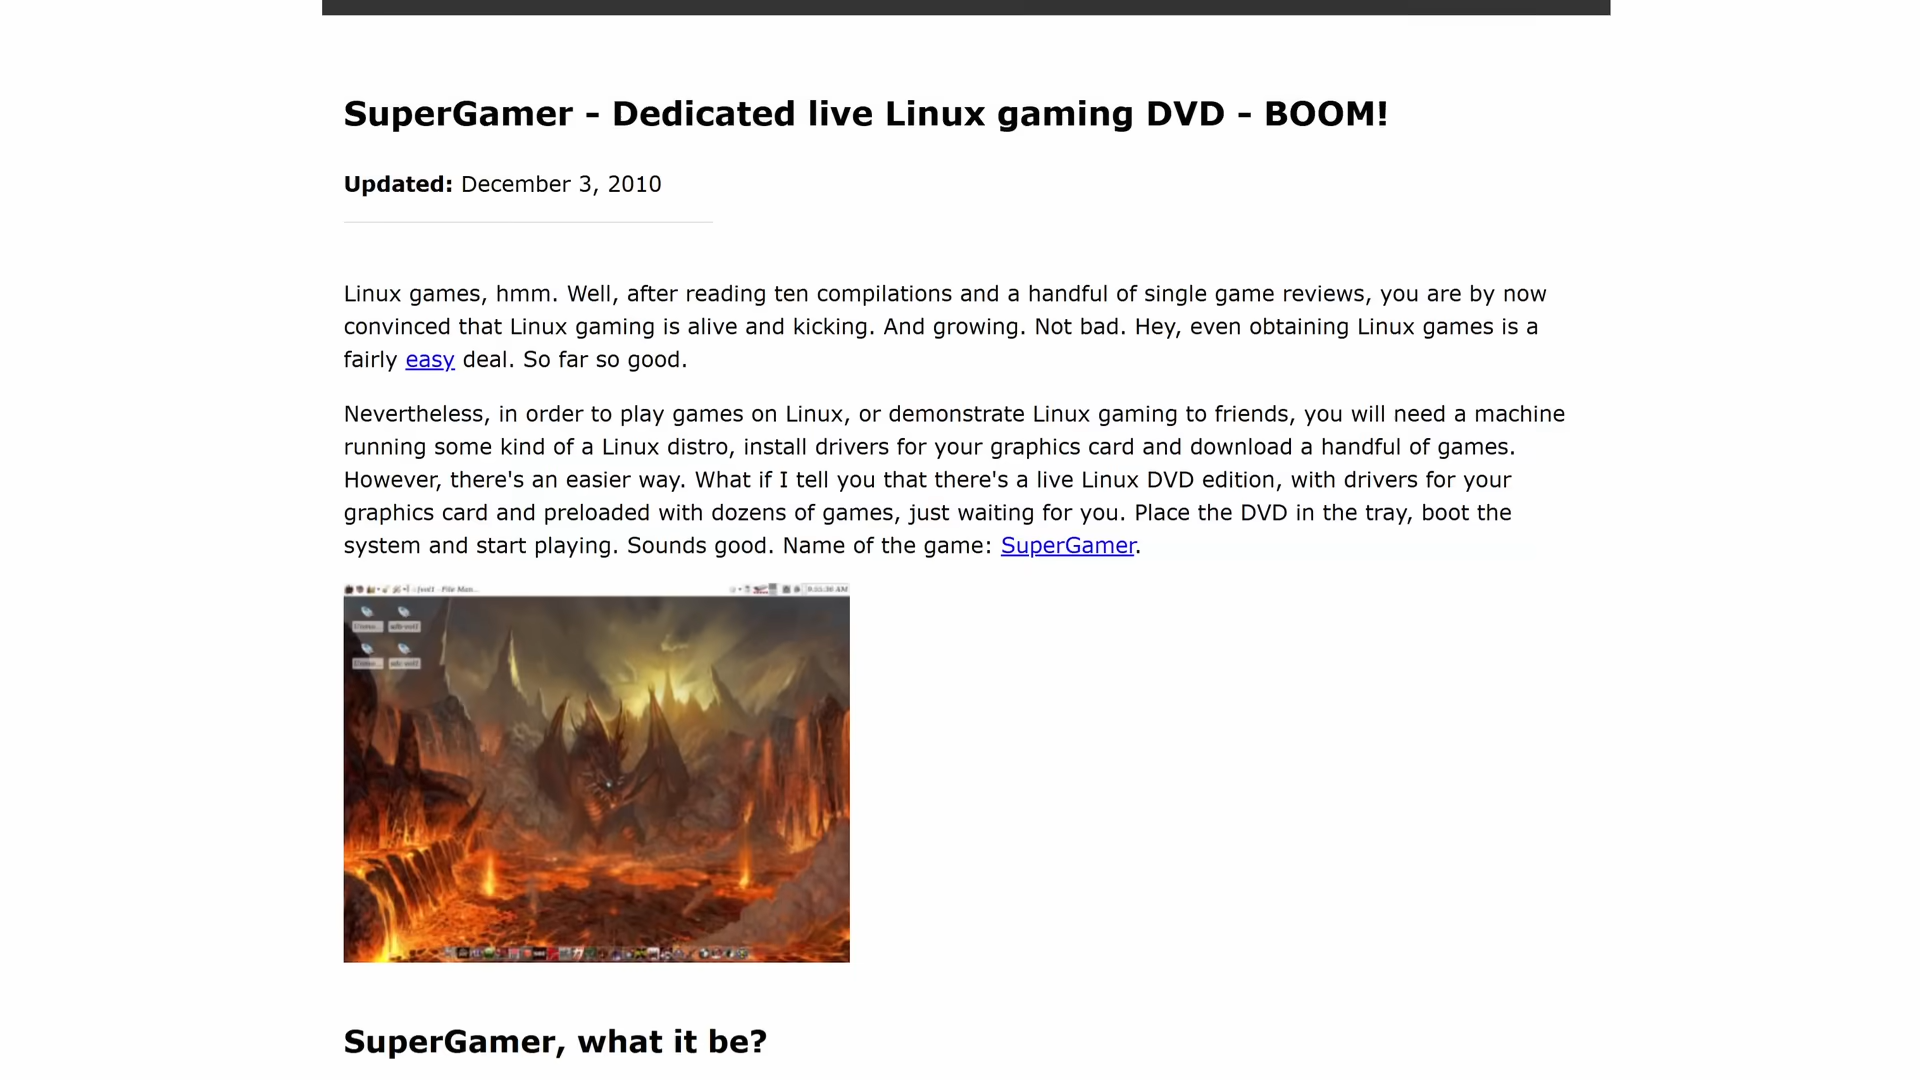 SuperGamer - Dedicated live Linux gaming DVD - BOOM!
Updated: December 3, 2010
Linux games, hmm. Well, after reading ten compilations and a handful of single game reviews, you are by now
convinced that Linux gaming is alive and kicking. And growing. Not bad. Hey, even obtaining Linux games is a
fairly easy deal. So far so good.
Nevertheless, in order to play games on Linux, or demonstrate Linux gaming to friends, you will need a machine
running some kind of a Linux distro, install drivers for your graphics card and download a handful of games.
However, there's an easier way. What if I tell you that there's a live Linux DVD edition, with drivers for your
graphics card and preloaded with dozens of games, just waiting for you. Place the DVD in the tray, boot the
system and start playing. Sounds good. Name of the game: SuperGamer.
SuperGamer, what it be?